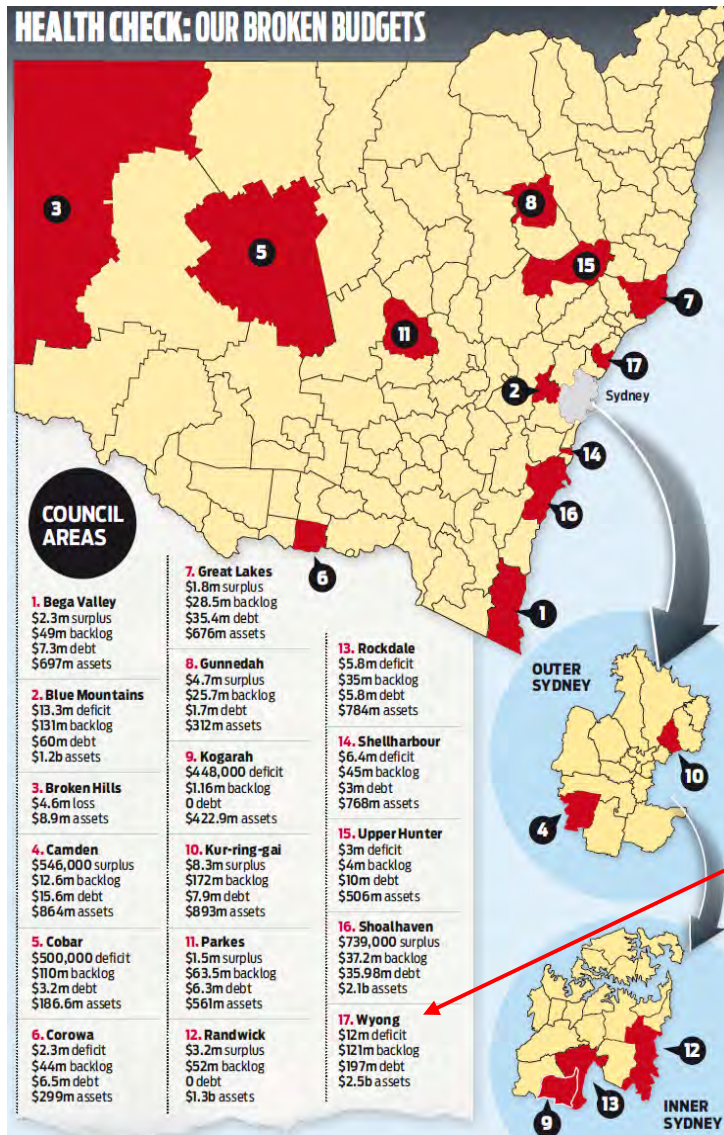 HEALTH CHECK: OUR BROKEN BUDGETS
3
5
8
15
7
11
17
2
Sydney
14
16
6
1
COUNCIL
AREAS
1. Bega Valley
$2.3m surplus
$49m backlog
$7.3m debt
$697m assets
2. Blue Mountains
$13.3m deficit
$131m backlog
$60m debt
$1.2b assets
3. Broken Hills
$4.6m loss
$8.9m assets
4. Camden
$546,000 surplus
$12.6m backlog
$15.6m debt
$864m assets
5. Cobar
$500,000 deficit
$110m backlog
$3.2m debt
$186.6m assets
6. Corowa
$2.3m deficit
$44m backlog
$6.5m debt
$299m assets
7. Great Lakes
$1.8m surplus
$28.5m backlog
$35.4m debt
$676m assets
8. Gunnedah
$4.7m surplus
$25.7m backlog
$1.7m debt
$312m assets
9. Kogarah
$448,000 deficit
$1.16m backlog
0 debt
$422.9m assets
10. Kur-ring-gai
$8.3m surplus
$172m backlog
$7.9m debt
$893m assets
11. Parkes
$1.5m surplus
$63.5m backlog
$6.3m debt
$561m assets
12. Randwick
$3.2m surplus
$52m backlog
0 debt
$1.3b assets
13. Rockdale
$5.8m deficit
$35m backlog
$5.8m debt
$784m assets
14. Shellharbour
$6.4m deficit
$45m backlog
$3m debt
$768m assets
15. Upper Hunter
$3m deficit
$4m backlog
$10m debt
$506m assets
16. Shoalhaven
$739,000 surplus
$37.2m backlog
$35.98m debt
$2.1b assets
17. Wyong
$12m deficit
$121m backlog
$197m debt
$2.5b assets
OUTER
SYDNEY
10
4
12
13
9
INNER
SYDNEY